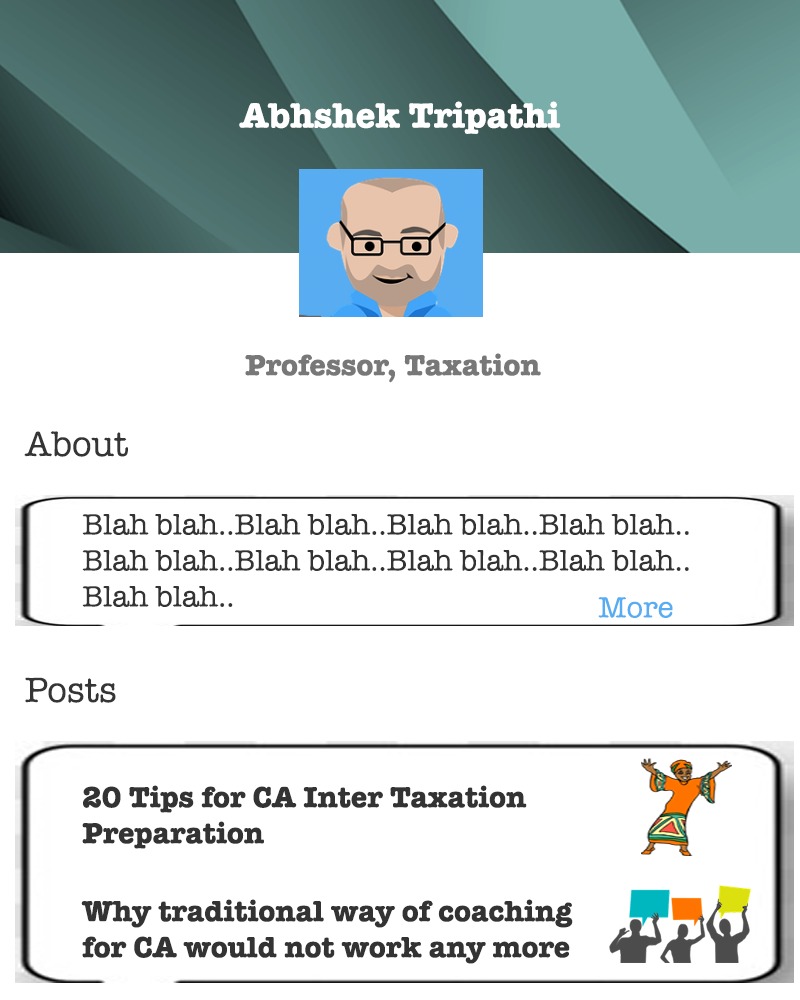 Abhshek Tripathi
Professor, Taxation
About
Blah blah..Blah blah..Blah blah..Blah blah..
Blah blah..Blah blah..Blah blah..Blah blah..
Blah blah..
More
Posts
20 Tips for CA Inter Taxation
Preparation
Why traditional way of coaching
for CA would not work any more